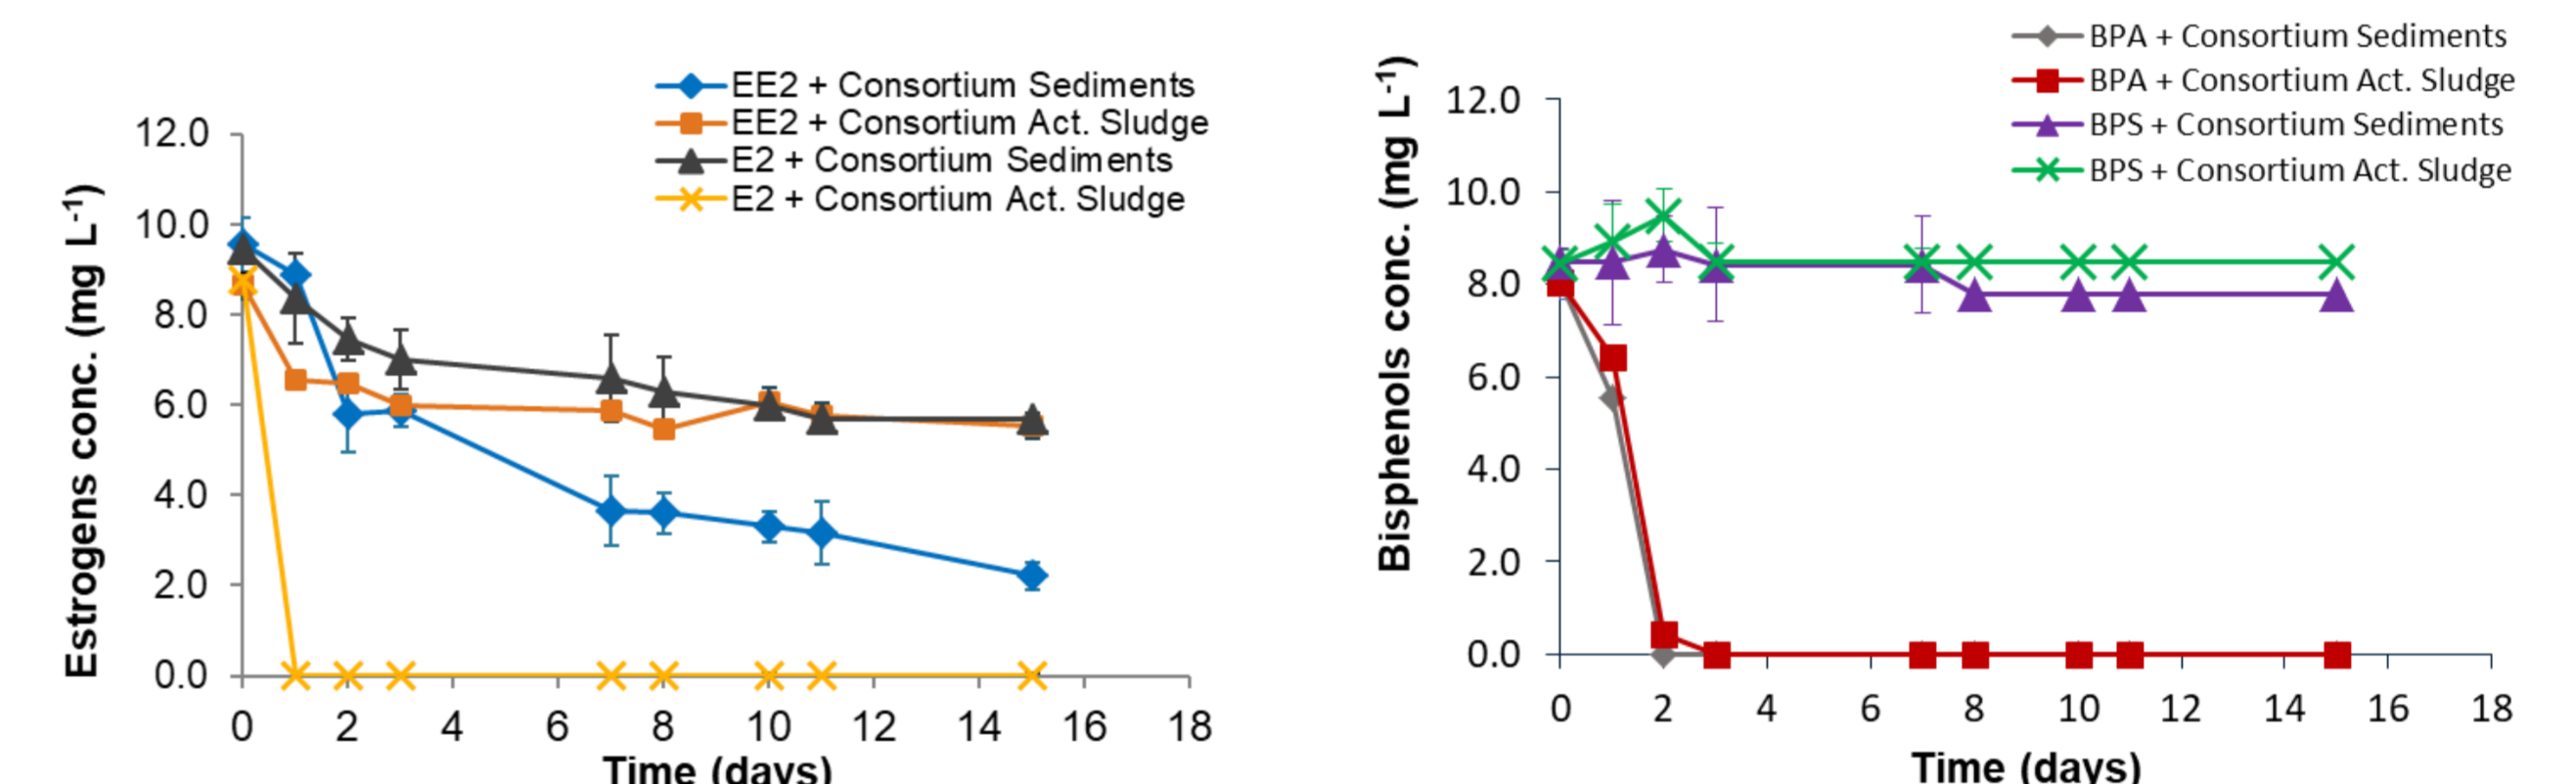 EE2 + Consortium Sediments
EE2 + Consortium Act. Sludge
E2 + Consortium Sediments
E2 + Consortium Act. Sludge
Estrogens conc. (mg L-1)
12.0
10.0
8.0
6.0
4.0
2.0
0.0
0 2 4 6 8 10 12 14 16 18
Time (days)
BPA + Consortium Sediments
BPA + Consortium Act. Sludge
BPS + Consortium Sediments
BPS + Consortium Act. Sludge
Bisphenols conc. (mg L-1)
12.0
10.0
8.0
6.0
4.0
2.0
0.0
0 2 4 6 8 10 12 14 16 18
Time (days)